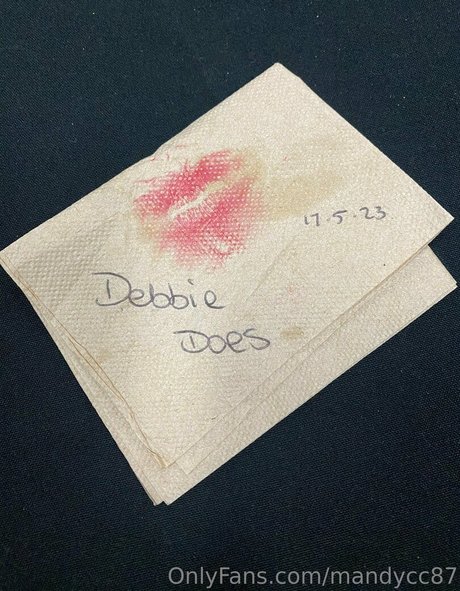 17.5.23
Debbie
Does
OnlyFans.com/mandycc87